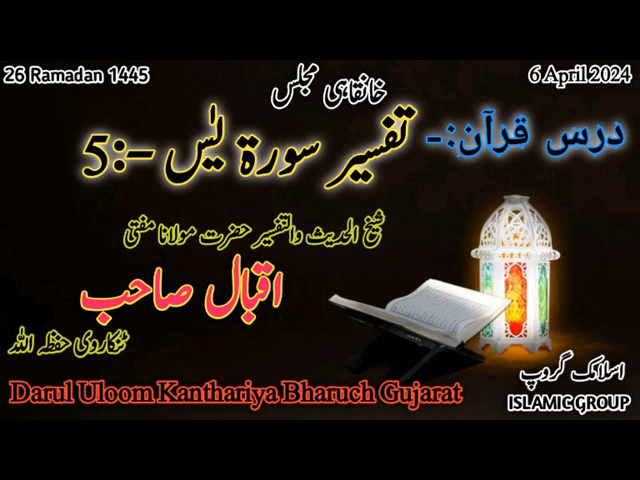 26 Ramadan 1445
6 April 2024
خانقاہی مجلس
درس قرآن:-
تفسیر سورۃ یٰس -:5
شیخ الحدیث والتفسیر حضرت مولانا مفتی
اقبال صاحب
ٹنکاروی حفظہ اللہ
Darul Uloom Kanthariya Bharuch Gujarat
اسلامک گروپ
ISLAMIC GROUP